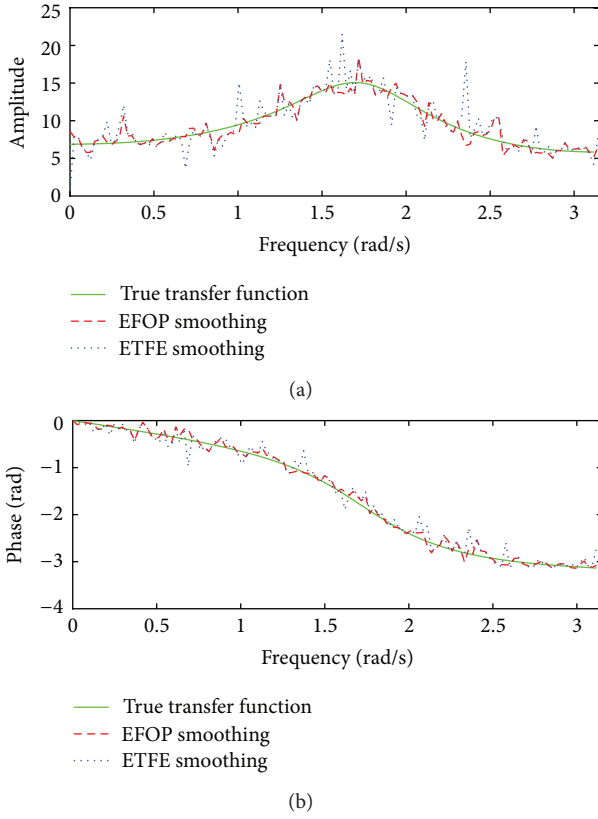 25
20
15
10
5
0
Amplitude
0 0.5 1 1.5 2 2.5 3
Frequency (rad/s)
True transfer function
EFOP smoothing
ETFE smoothing
(a)
0
−1
−2
−3
−4
Phase (rad)
0 0.5 1 1.5 2 2.5 3
Frequency (rad/s)
True transfer function
EFOP smoothing
ETFE smoothing
(b)